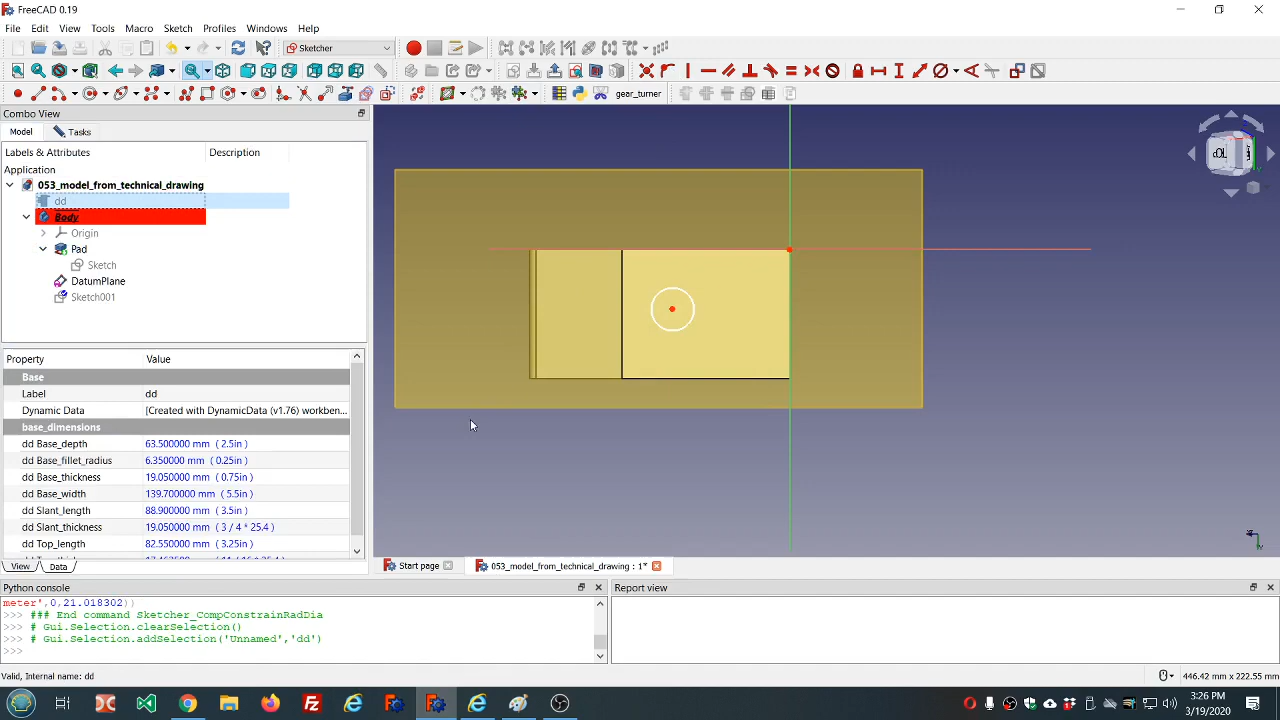 FreeCAD 0.19
File Edit View Tools Macro Sketch Profiles Windows Help
Sketcher
gear_turner
Combo View
Model Tasks
Labels & Attributes Description
Application
053_model_from_technical_drawing
dd
Body
Origin
Pad
Sketch
DatumPlane
Sketch001
Property Value
Base
Label dd
Dynamic Data [Created with DynamicData (v1.76) workben...
base_dimensions
dd Base_depth 63.500000 mm ( 2.5in )
dd Base_fillet_radius 6.350000 mm ( 0.25in )
dd Base_thickness 19.050000 mm ( 0.75in )
dd Base_width 139.700000 mm ( 5.5in )
dd Slant_length 88.900000 mm ( 3.5in )
dd Slant_thickness 19.050000 mm ( 3 / 4 * 25.4 )
dd Top_length 82.550000 mm ( 3.25in )
View Data
Start page 053_model_from_technical_drawing : 1*
Python console Report view
meter',0,21.018302))
>>> ### End command Sketcher_CompConstrainRadDia
>>> # Gui.Selection.clearSelection()
>>> # Gui.Selection.addSelection('Unnamed','dd')
>>>
Valid, Internal name: dd 446.42 mm x 222.55 mm
3:26 PM
3/19/2020